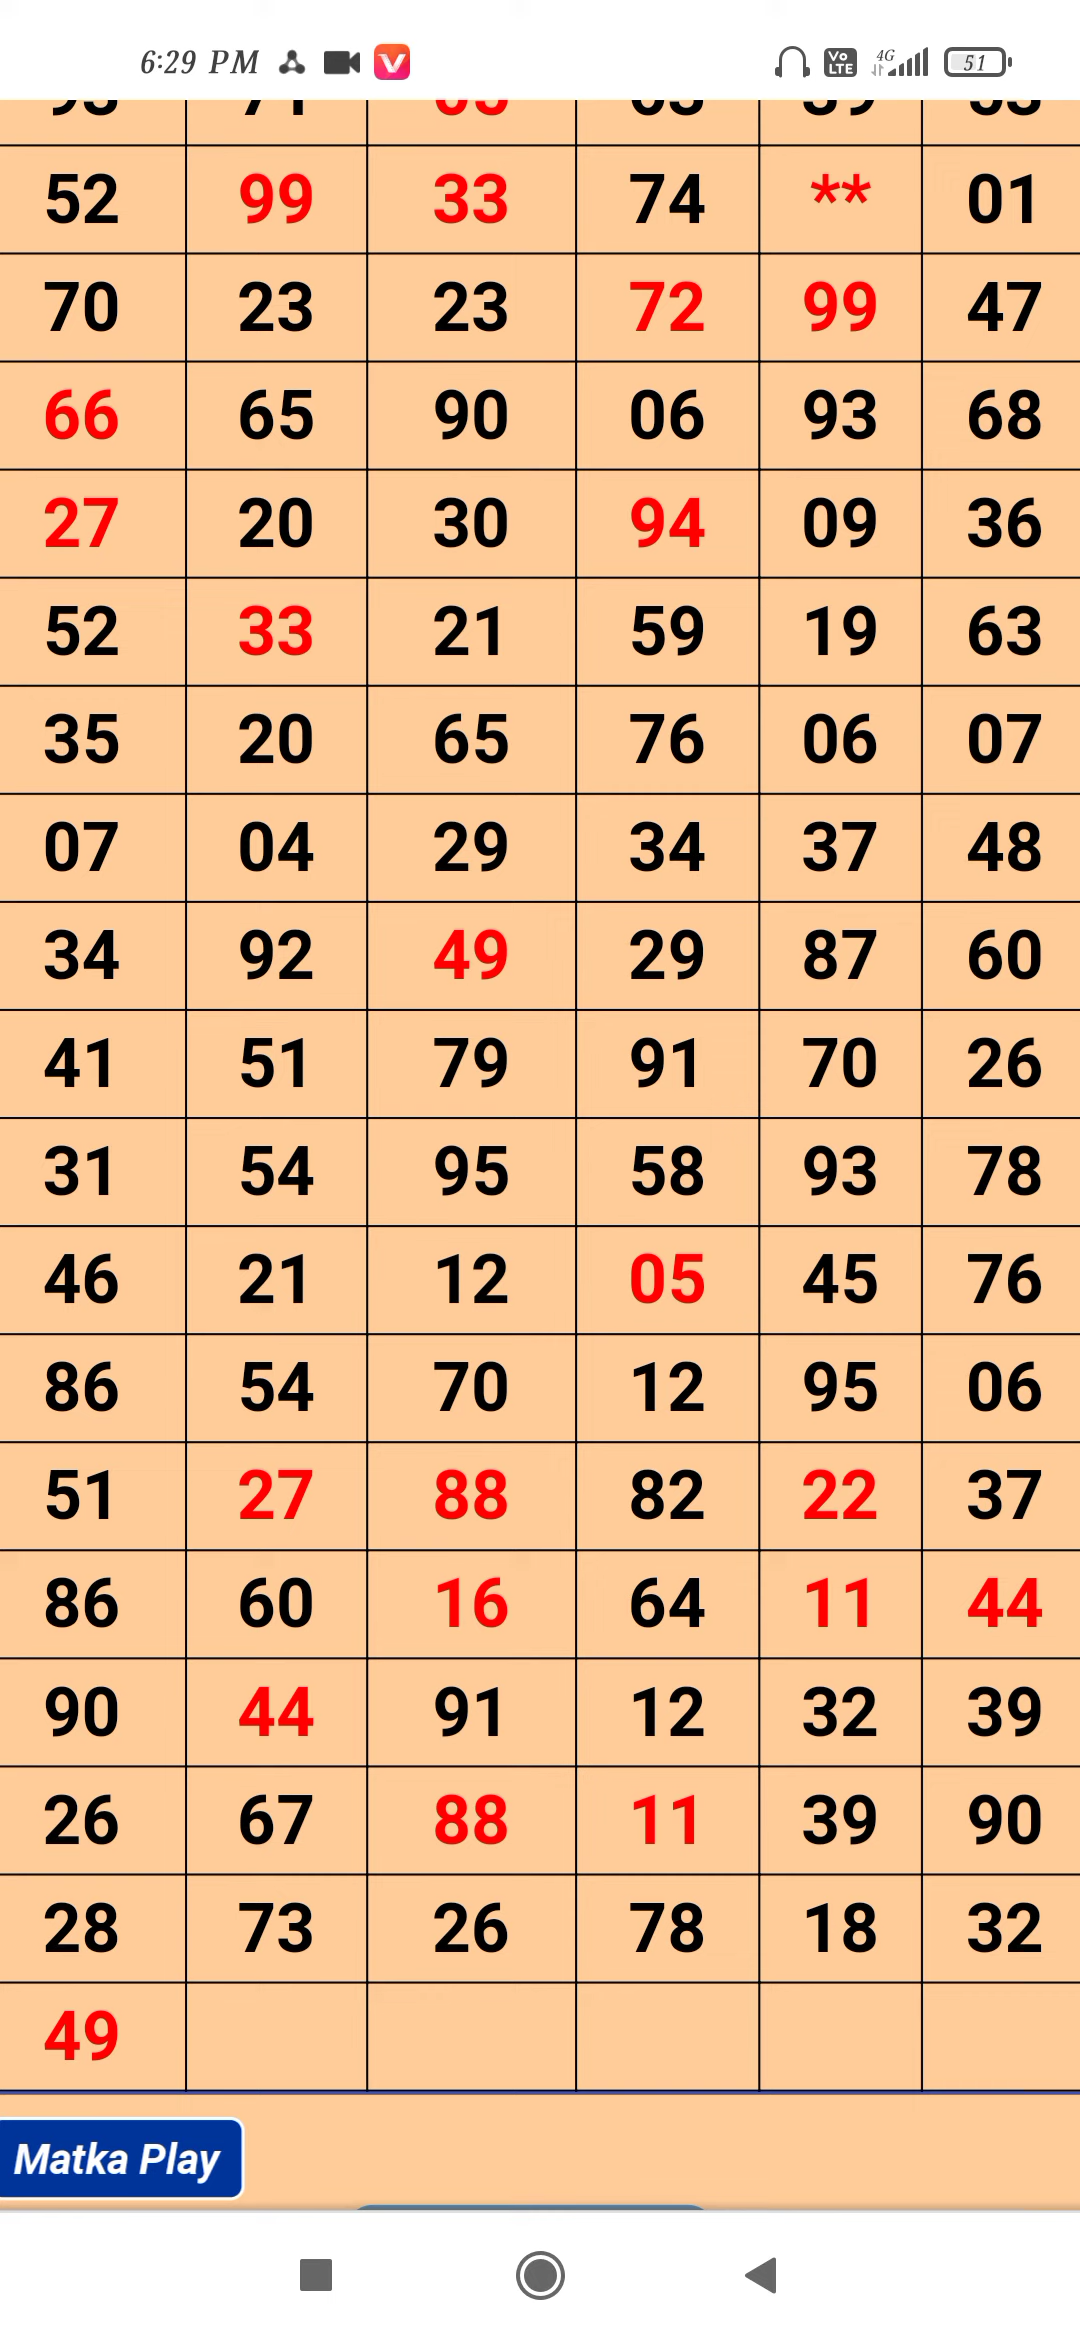 6:29 PM 4G Vo LTE 51
52 99 33 74 ** 01
70 23 23 72 99 47
66 65 90 06 93 68
27 20 30 94 09 36
52 33 21 59 19 63
35 20 65 76 06 07
07 04 29 34 37 48
34 92 49 29 87 60
41 51 79 91 70 26
31 54 95 58 93 78
46 21 12 05 45 76
86 54 70 12 95 06
51 27 88 82 22 37
86 60 16 64 11 44
90 44 91 12 32 39
26 67 88 11 39 90
28 73 26 78 18 32
49
Matka Play